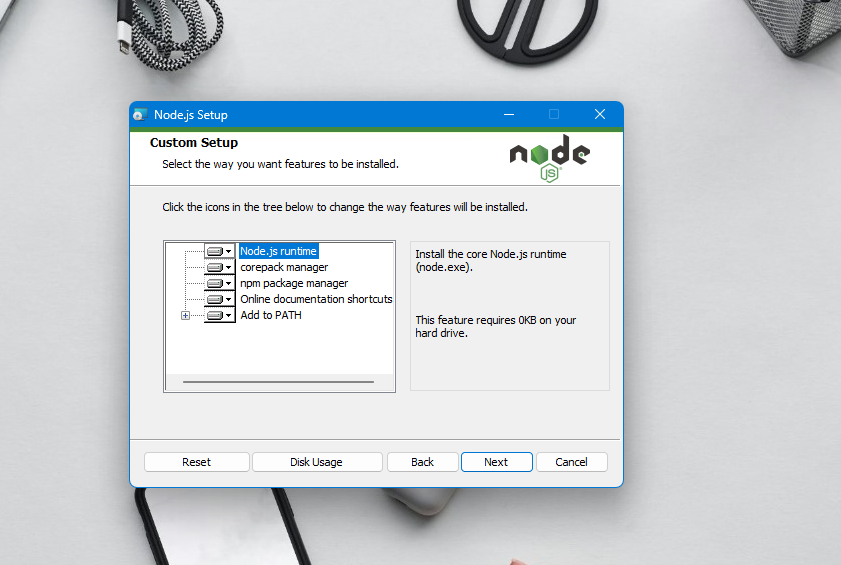 Node.js Setup
Custom Setup
Select the way you want features to be installed.
node
JS
Click the icons in the tree below to change the way features will be installed.
Node.js runtime
corepack manager
npm package manager
Online documentation shortcuts
Add to PATH
Install the core Node.js runtime
(node.exe).
This feature requires 0KB on your
hard drive.
Reset
Disk Usage
Back
Next
Cancel